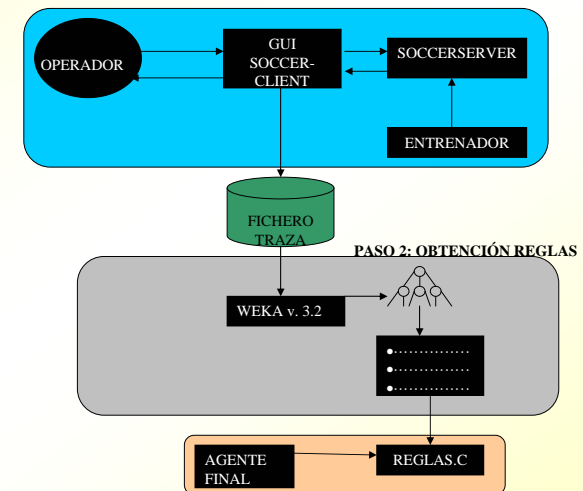 OPERADOR
GUI
SOCCER-
CLIENT
SOCCERSERVER
ENTRENADOR
FICHERO
TRAZA
PASO 2: OBTENCIÓN REGLAS
WEKA v. 3.2
●...............
●...............
●...............
AGENTE
FINAL
REGLAS.C